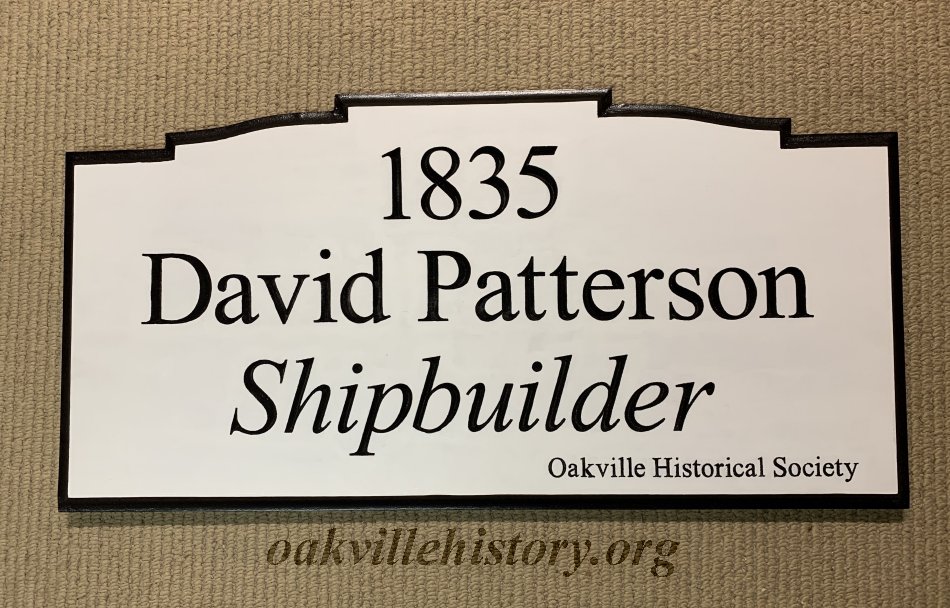 1835
David Patterson
Shipbuilder
Oakville Historical Society
oakvillehistory.org